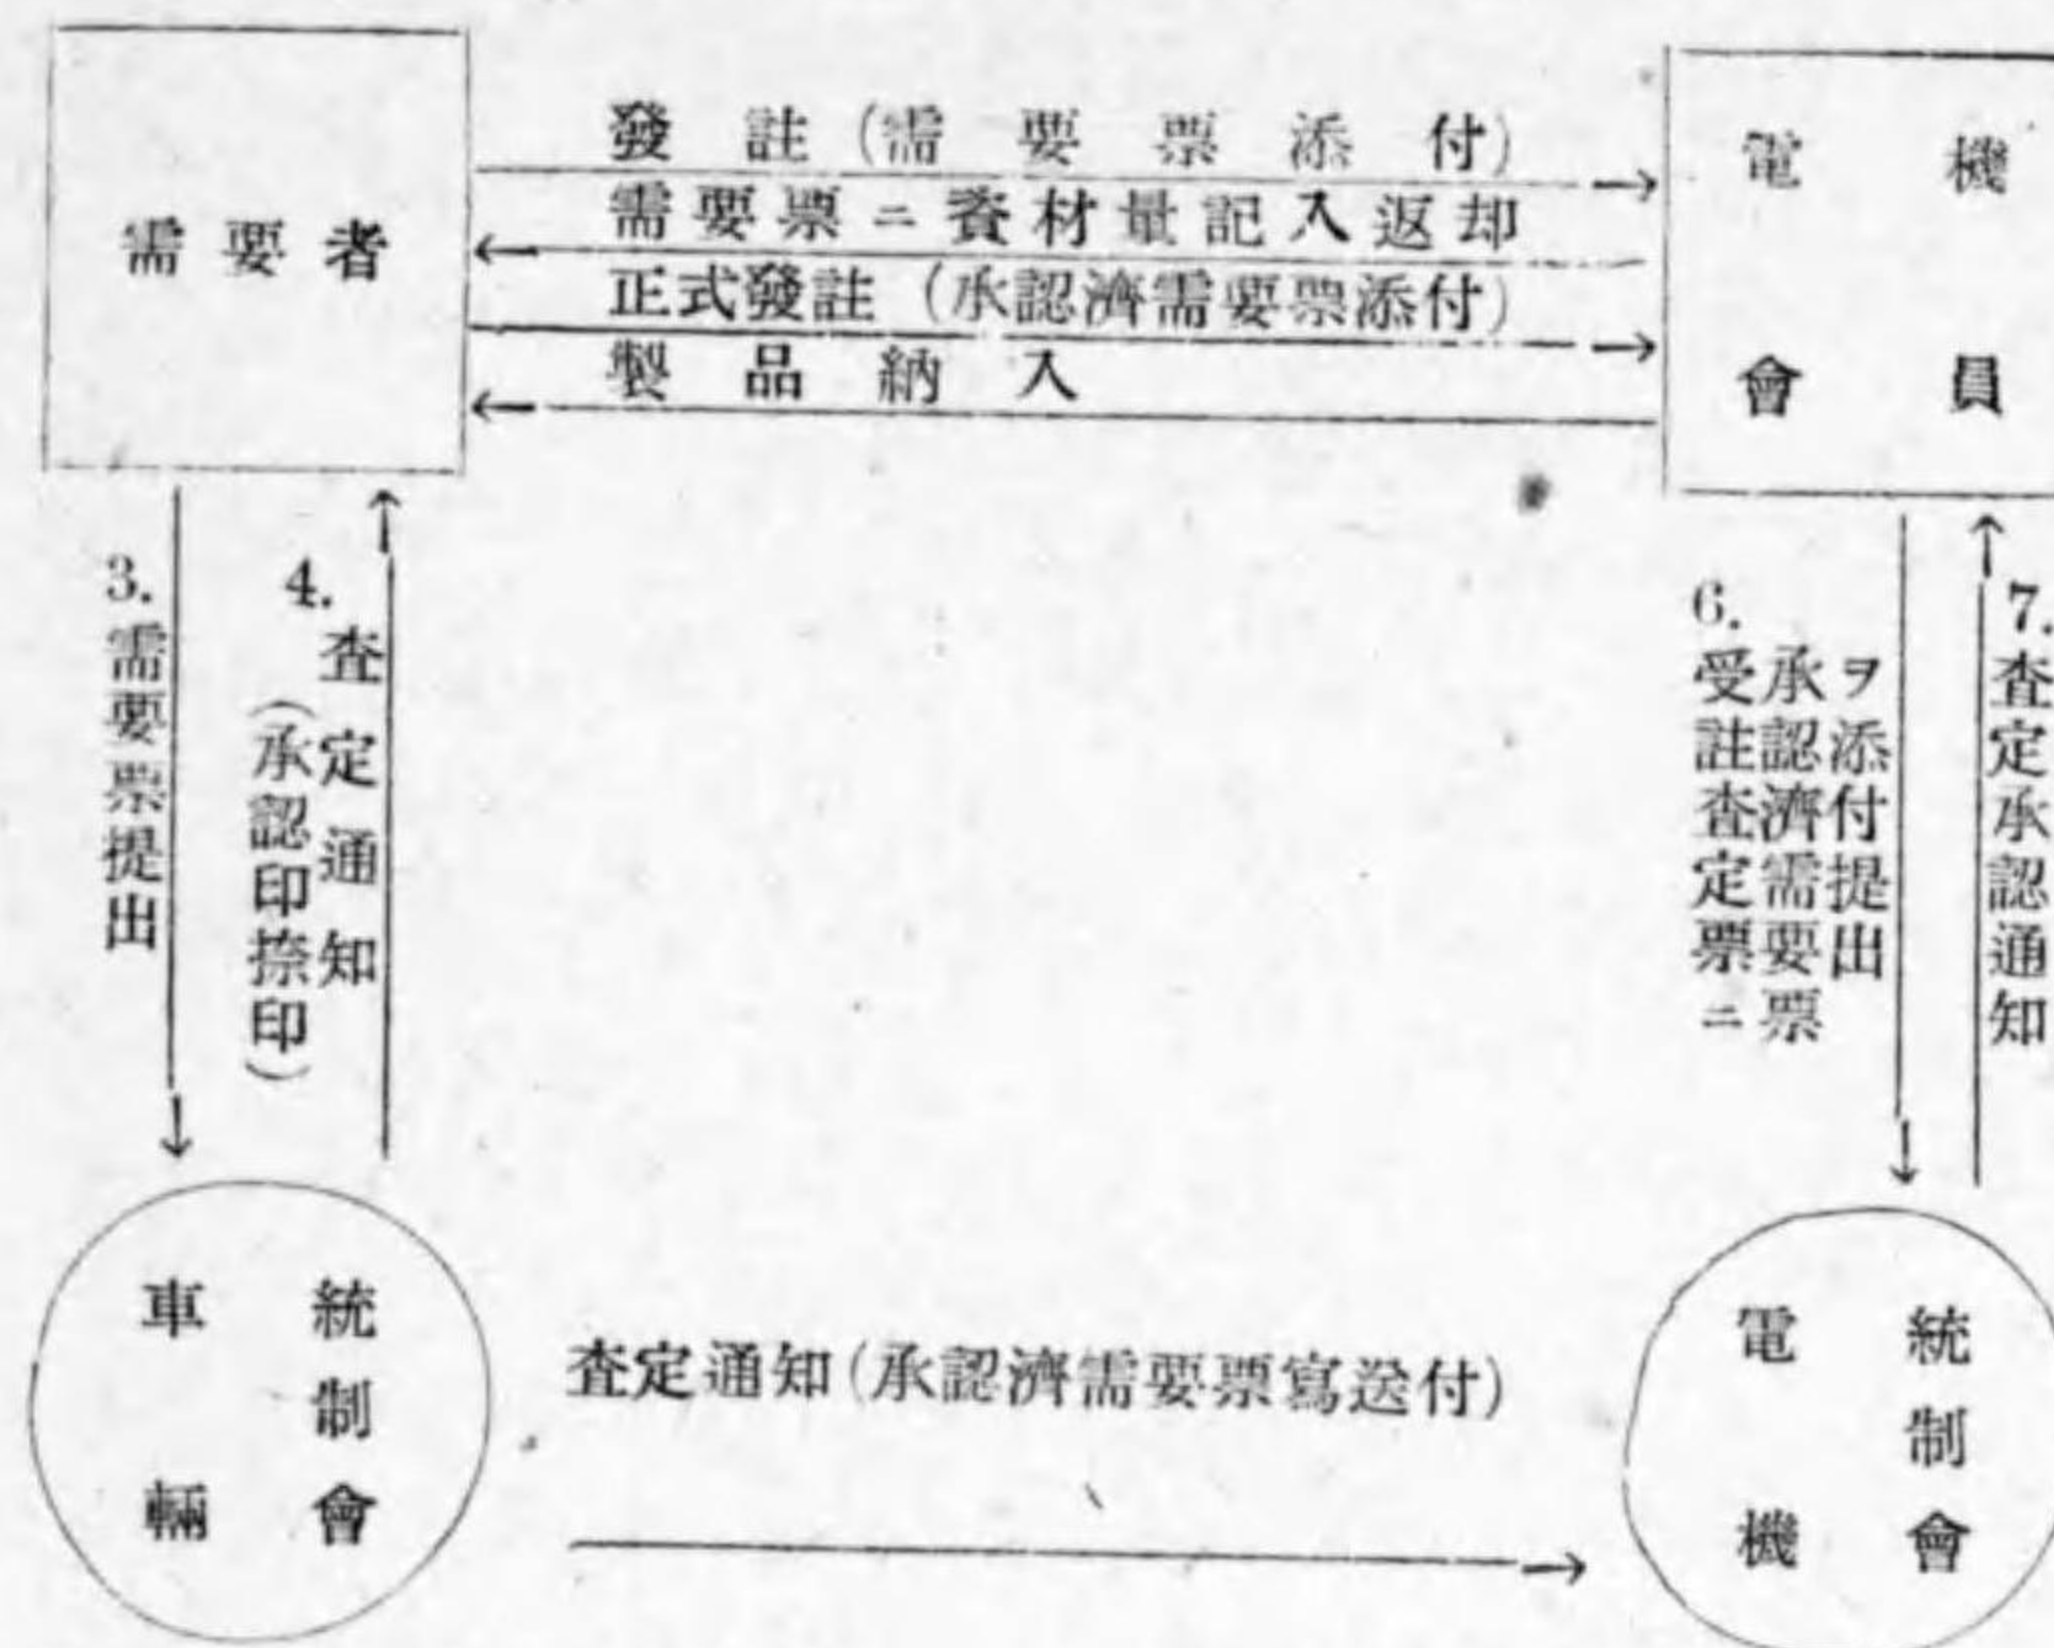 需要者
發註(需要票添付)
需要票ニ資材量記入返却
正式發註(承認濟需要票添付)
製品納入
電機
會員
3.需要票提出
4.査定通知
(承認印捺印)
6.受註査定票ニ
承認濟需要票
ヲ添付提出
7.査定承認通知
車輛
統制會
査定通知(承認濟需要票寫送付)
電機
統制會